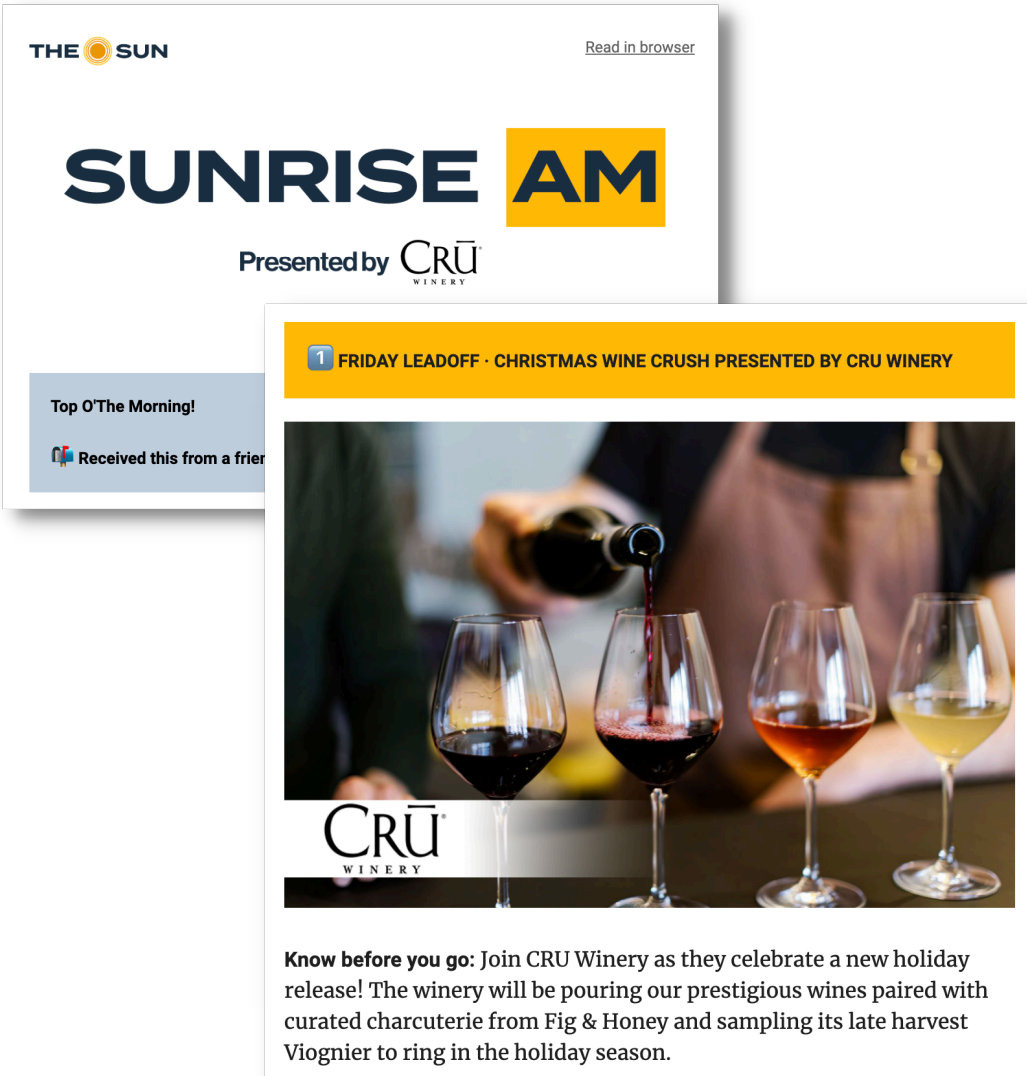 THE SUN
Read in browser
SUNRISE AM
Presented by CRŪ
WINERY
Top O'The Morning!
Received this from a frien
1 FRIDAY LEADOFF · CHRISTMAS WINE CRUSH PRESENTED BY CRU WINERY
CRŪ
WINERY
Know before you go: Join CRU Winery as they celebrate a new holiday
release! The winery will be pouring our prestigious wines paired with
curated charcuterie from Fig & Honey and sampling its late harvest
Viognier to ring in the holiday season.